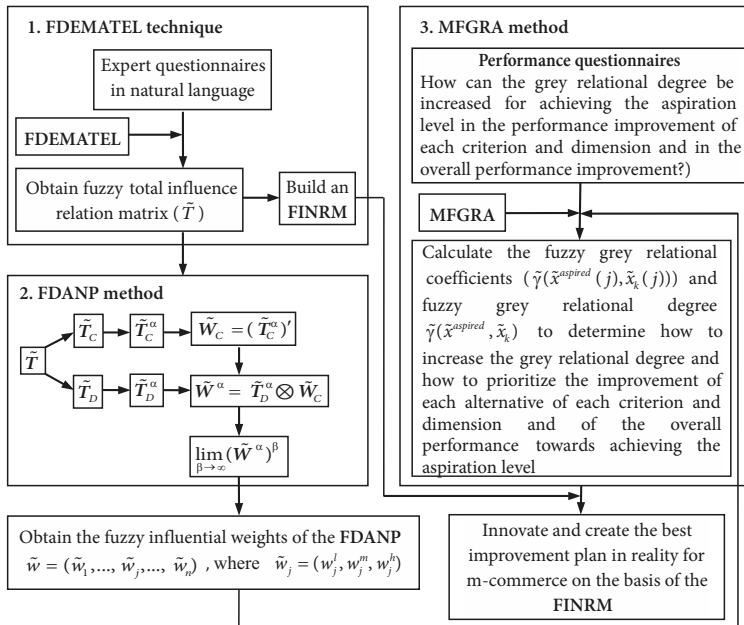 1. FDEMATEL technique
Expert questionnaires
in natural language
FDEMATEL
Obtain fuzzy total influence
relation matrix (T̃)
Build an
FINRM
2. FDANP method
T̃
T̃_C
T̃_C^α
W̃_C = (T̃_C^α)′
T̃_D
T̃_D^α
W̃^α = T̃_D^α ⊗ W̃_C
lim_{β→∞} (W̃^α)^β
Obtain the fuzzy influential weights of the FDANP
w̃ = (w̃_1,..., w̃_j,..., w̃_n) , where w̃_j = (w_j^l, w_j^m, w_j^h)
3. MFGRA method
Performance questionnaires
How can the grey relational degree be
increased for achieving the aspiration
level in the performance improvement of
each criterion and dimension and in the
overall performance improvement?)
MFGRA
Calculate the fuzzy grey relational
coefficients (γ̃(x̃^aspired (j), x̃_k (j))) and
fuzzy grey relational degree
γ̃(x̃^aspired, x̃_k) to determine how to
increase the grey relational degree and
how to prioritize the improvement of
each alternative of each criterion and
dimension and of the overall
performance towards achieving the
aspiration level
Innovate and create the best
improvement plan in reality for
m-commerce on the basis of the
FINRM